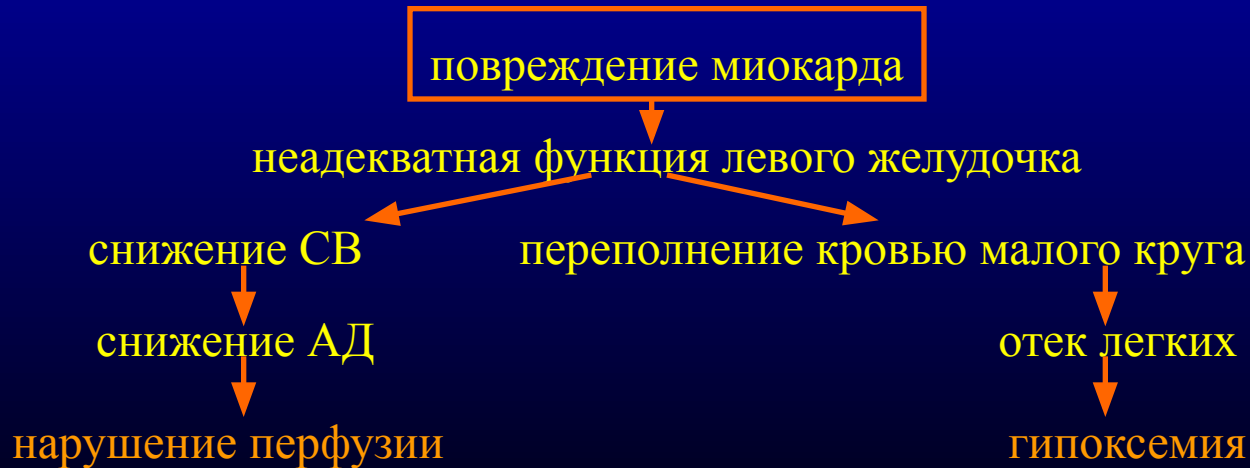 повреждение миокарда
неадекватная функция левого желудочка
снижение СВ
переполнение кровью малого круга
снижение АД
отек легких
нарушение перфузии
гипоксемия